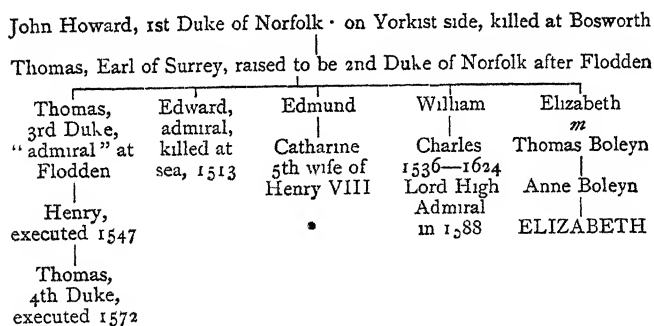 John Howard, 1st Duke of Norfolk · on Yorkist side, killed at Bosworth
Thomas, Earl of Surrey, raised to be 2nd Duke of Norfolk after Flodden
Thomas,
3rd Duke,
"admiral" at
Flodden
Henry,
executed 1547
Thomas,
4th Duke,
executed 1572
Edward,
admiral,
killed at
sea, 1513
Edmund
Catharine
5th wife of
Henry VIII
William
Charles
1536—1624
Lord High
Admiral
in 1588
Elizabeth
m
Thomas Boleyn
Anne Boleyn
ELIZABETH